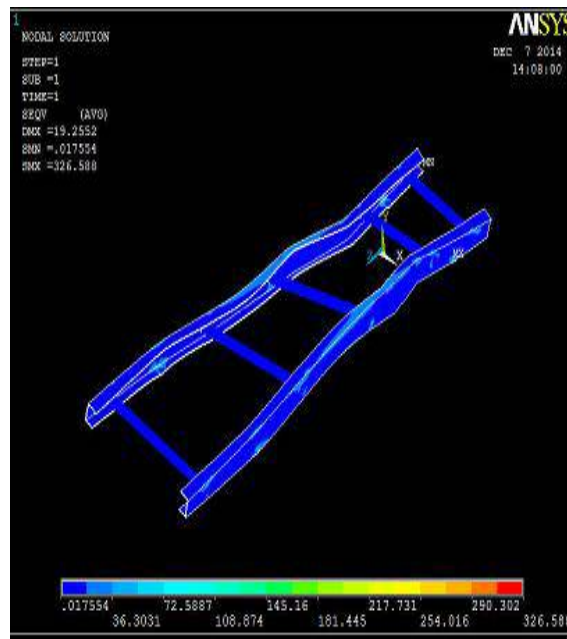 1
NODAL SOLUTION
STEP=1
SUB =1
TIME=1
SEQV (AVG)
DMX =19.2552
SMN =.017554
SMX =326.588
ANSYS
DEC 7 2014
14:08:00
MN
Y
Z X
MX
.017554 72.5887 145.16 217.731 290.302
36.3031 108.874 181.445 254.016 326.588